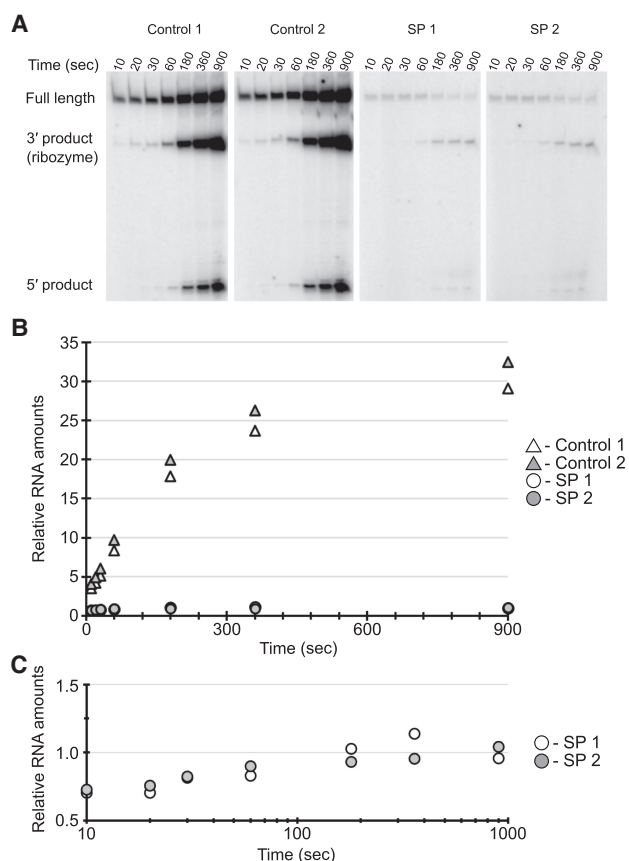 A
Control 1 Control 2 SP 1 SP 2
Time (sec) 10 20 30 60 180 360 900 10 20 30 60 180 360 900 10 20 30 60 180 360 900 10 20 30 60 180 360 900
Full length
3′ product
(ribozyme)
5′ product
B
Relative RNA amounts
35
30
25
20
15
10
5
0
0 300 600 900
Time (sec)
- Control 1
- Control 2
- SP 1
- SP 2
C
Relative RNA amounts
1.5
1.0
0.5
10 100 1000
Time (sec)
- SP 1
- SP 2